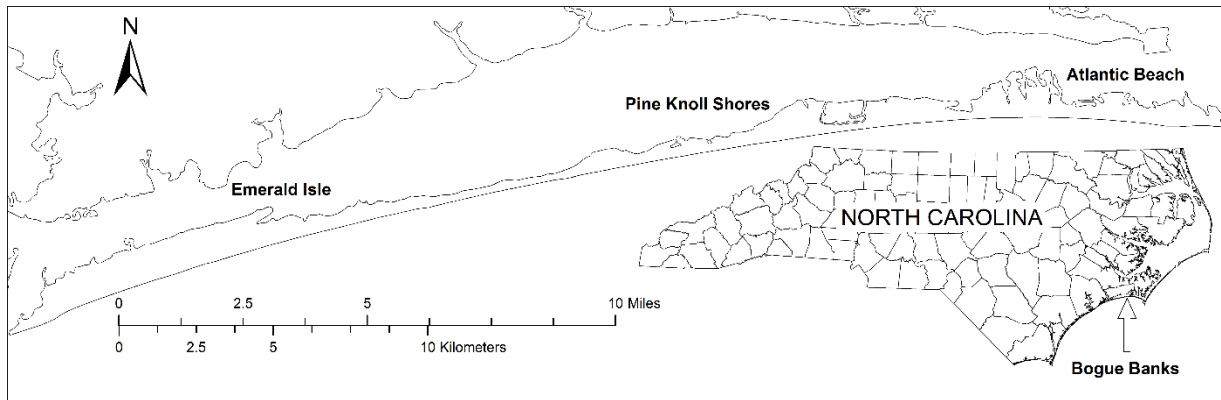 N
Atlantic Beach
Pine Knoll Shores
Emerald Isle
NORTH CAROLINA
0 2.5 5 10 Miles
0 2.5 5 10 Kilometers
Bogue Banks